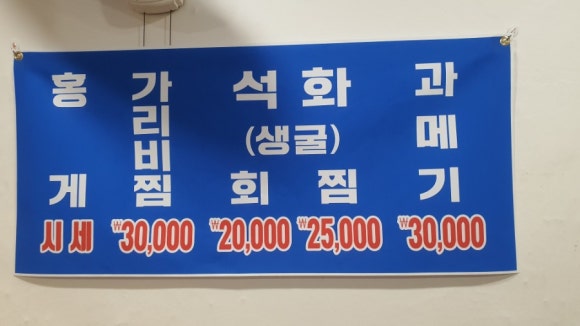 홍게 시세
가리비찜 ₩30,000
석화 (생굴)
회 ₩20,000
찜 ₩25,000
과메기 ₩30,000